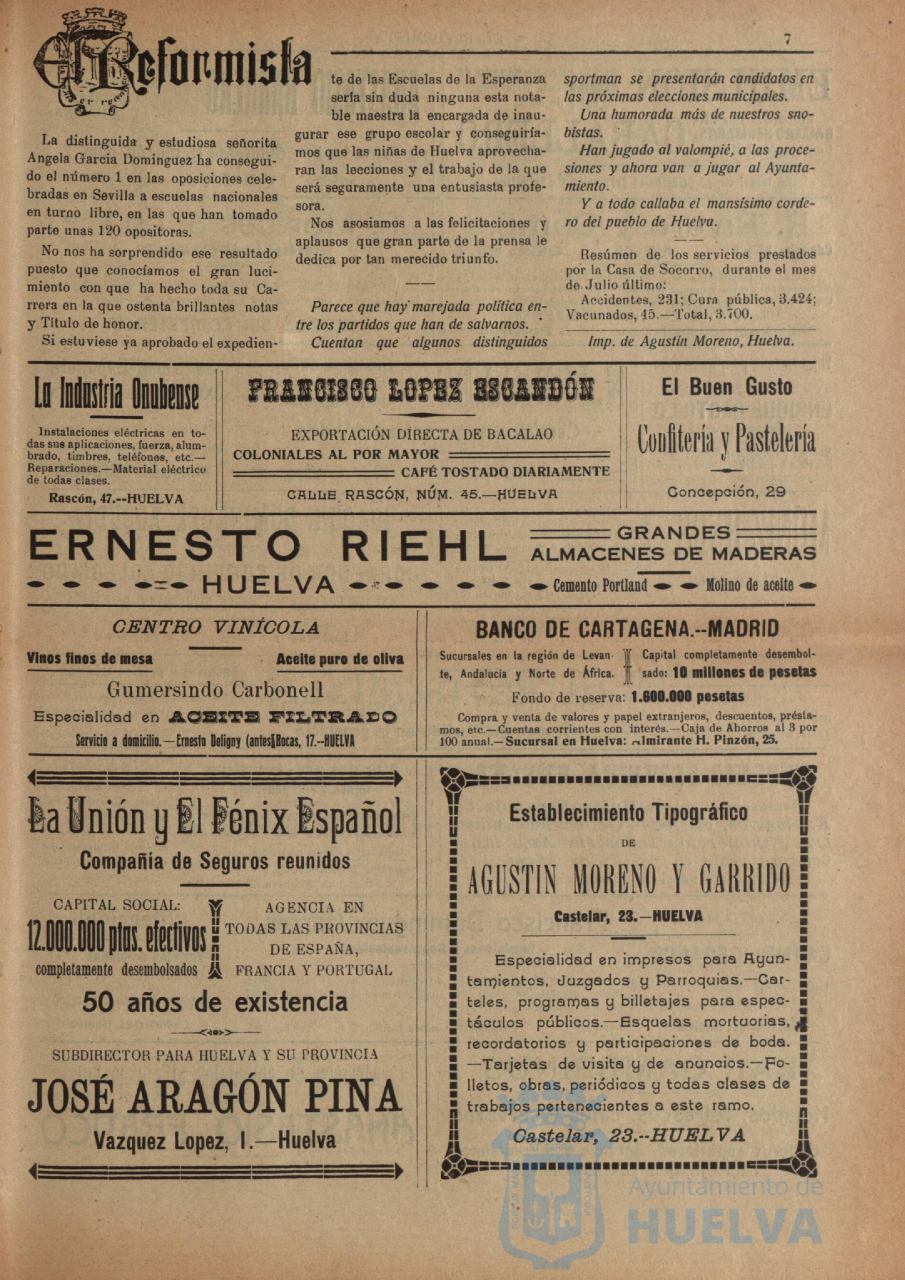 7
El Reformista
La distinguida y estudiosa señorita
Angela Garcia Dominguez ha consegui-
do el número 1 en las oposiciones cele-
bradas en Sevilla a escuelas nacionales
en turno libre, en las que han tomado
parte unas 120 opositoras.
No nos ha sorprendido ese resultado
puesto que conocíamos el gran luci-
miento con que ha hecho toda su Ca-
rrera en la que ostenta brillantes notas
y Título de honor.
Si estuviese ya aprobado el expedien-
te de las Escuelas de la Esperanza
sería sin duda ninguna esta nota-
ble maestra la encargada de inau-
gurar ese grupo escolar y conseguiría-
mos que las niñas de Huelva aprovecha-
ran las lecciones y el trabajo de la que
será seguramente una entusiasta profe-
sora.
Nos asosiamos a las felicitaciones y
aplausos que gran parte de la prensa le
dedica por tan merecido triunfo.
Parece que hay marejada política en-
tre los partidos que han de salvarnos.
Cuentan que algunos distinguidos
sportman se presentarán candidatos en
las próximas elecciones municipales.
Una humorada más de nuestros sno-
bistas.
Han jugado al valompié, a las proce-
siones y ahora van a jugar al Ayunta-
miento.
Y a todo callaba el mansísimo corde-
ro del pueblo de Huelva.
Resúmen de los servicios prestados
por la Casa de Socorro, durante el mes
de Julio último:
Accidentes, 231; Cura pública, 3.424;
Vacunados, 45.—Total, 3.700.
Imp. de Agustín Moreno, Huelva.
La Industria Onubense
Instalaciones eléctricas en to-
das sus aplicaciones, fuerza, alum-
brado, timbres, teléfonos, etc.—
Reparaciones.—Material eléctrico
de todas clases.
Rascón, 47.--HUELVA
FRANCISCO LOPEZ ESCANDÓN
EXPORTACIÓN DIRECTA DE BACALAO
COLONIALES AL POR MAYOR
CAFÉ TOSTADO DIARIAMENTE
CALLE RASCÓN, NÚM. 45.—HUELVA
El Buen Gusto
Confitería y Pastelería
Concepción, 29
ERNESTO RIEHL
HUELVA
GRANDES
ALMACENES DE MADERAS
Cemento Portland
Molino de aceite
CENTRO VINÍCOLA
Vinos finos de mesa
Aceite puro de oliva
Gumersindo Carbonell
Especialidad en ACEITE FILTRADO
Servicio a domicilio.—Ernesto Deligny (antes Bocas, 17.--HUELVA
BANCO DE CARTAGENA.--MADRID
Sucursales en la región de Levan-
te, Andalucia y Norte de África.
Capital completamente desembol-
sado: 10 millones de pesetas
Fondo de reserva: 1.600.000 pesetas
Compra y venta de valores y papel extranjeros, descuentos, présta-
mos, etc.—Cuentas corrientes con interés.—Caja de Ahorros al 3 por
100 anual.—Sucursal en Huelva: Almirante H. Pinzón, 25.
La Unión y El Fénix Español
Compañía de Seguros reunidos
CAPITAL SOCIAL:
12.000.000 ptas. efectivos
completamente desembolsados
AGENCIA EN
TODAS LAS PROVINCIAS
DE ESPAÑA,
FRANCIA Y PORTUGAL
50 años de existencia
SUBDIRECTOR PARA HUELVA Y SU PROVINCIA
JOSÉ ARAGÓN PINA
Vazquez Lopez, 1.—Huelva
Establecimiento Tipográfico
DE
AGUSTIN MORENO Y GARRIDO
Castelar, 23.—HUELVA
Especialidad en impresos para Ayun-
tamientos, Juzgados y Parroquias.—Car-
teles, programas y billetajes para espec-
táculos públicos.—Esquelas mortuorias,
recordatorios y participaciones de boda.
—Tarjetas de visita y de anuncios.—Fo-
lletos, obras, periódicos y todas clases de
trabajos pertenecientes a este ramo.
Castelar, 23.--HUELVA
Ayuntamiento de
HUELVA